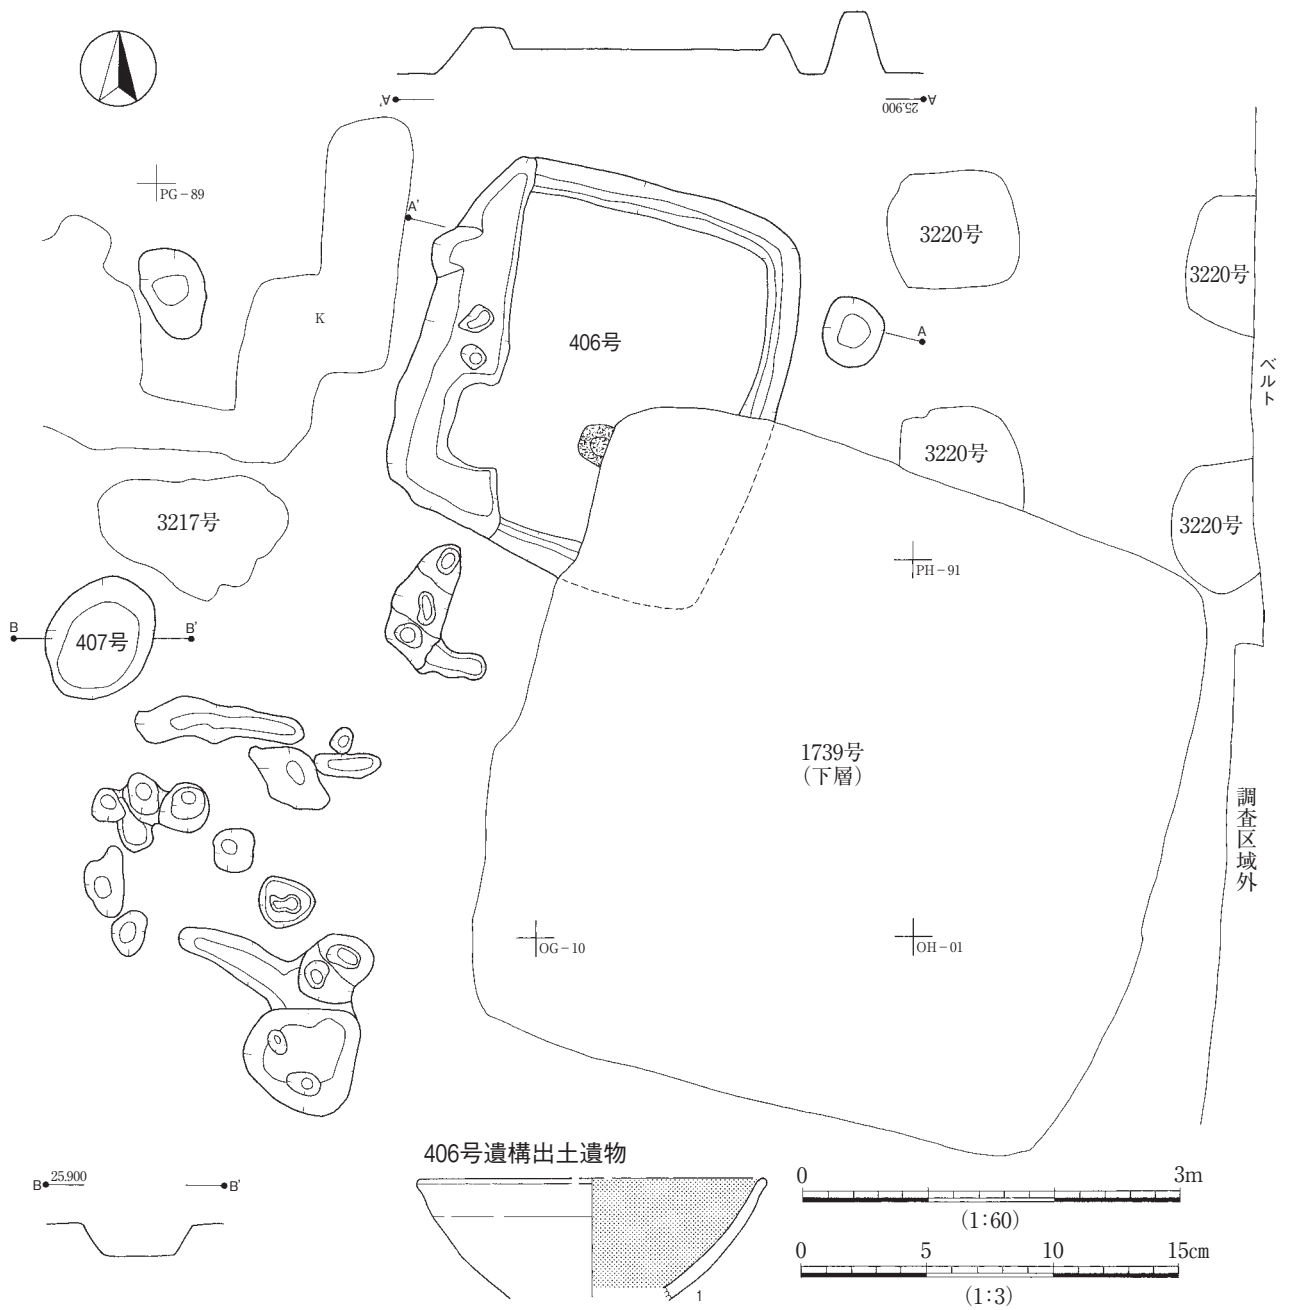 A'
A
25.900
PG-89
A'
3220号
3220号
K
406号
A
ベルト
3220号
3220号
3217号
PH-91
B
407号
B'
1739号
(下層)
調査区域外
OG-10
OH-01
406号遺構出土遺物
B 25.900
B'
0 3m
(1:60)
0 5 10 15cm
(1:3)
1